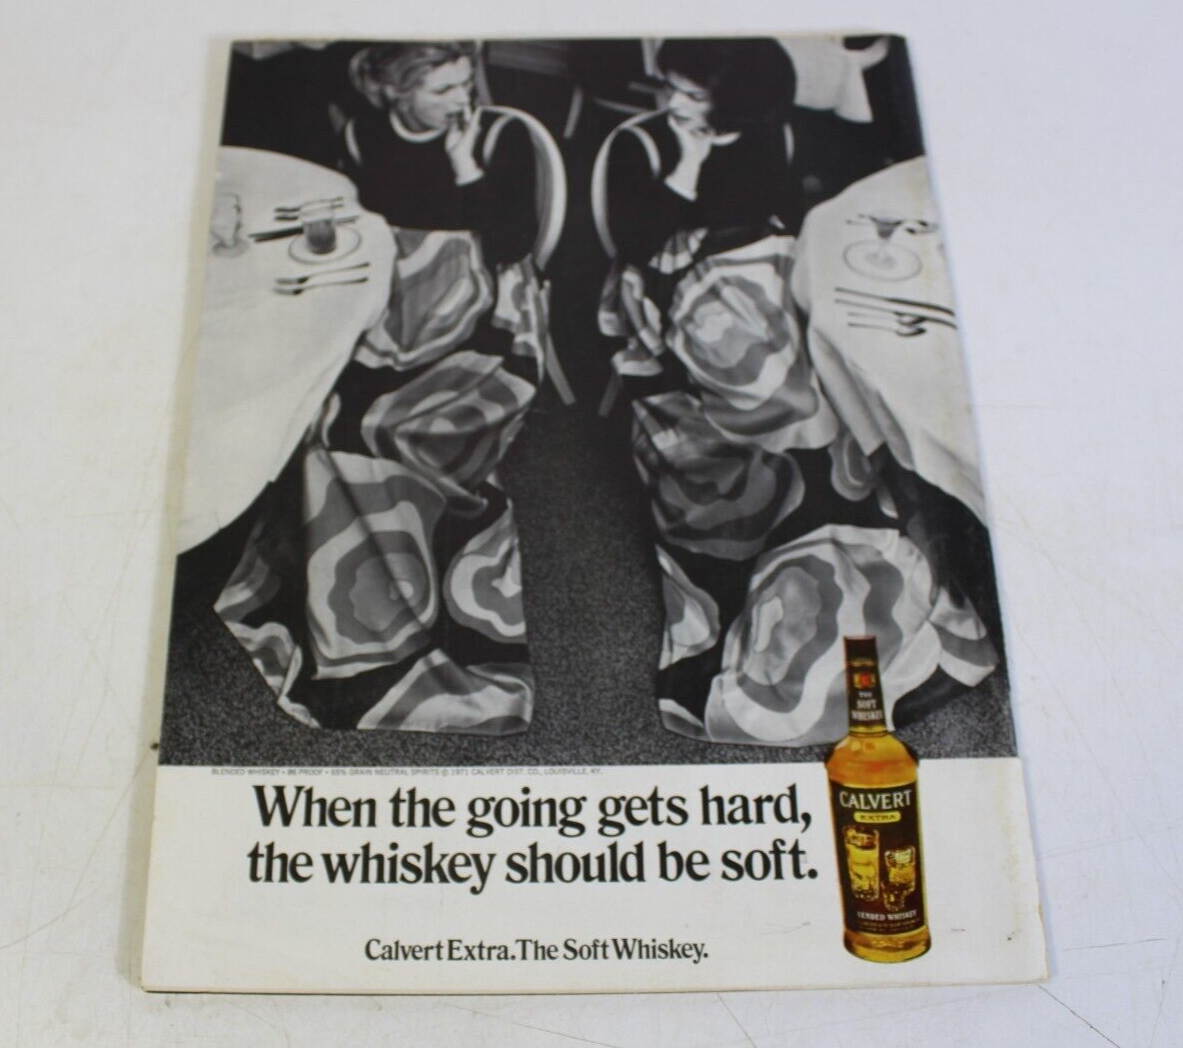 BLENDED WHISKEY • 86 PROOF • 65% GRAIN NEUTRAL SPIRITS © 1971 CALVERT DIST. CO., LOUISVILLE, KY.
When the going gets hard,
the whiskey should be soft.
Calvert Extra. The Soft Whiskey.
THE
SOFT
WHISKEY
CALVERT
EXTRA
LENDED WHISKEY